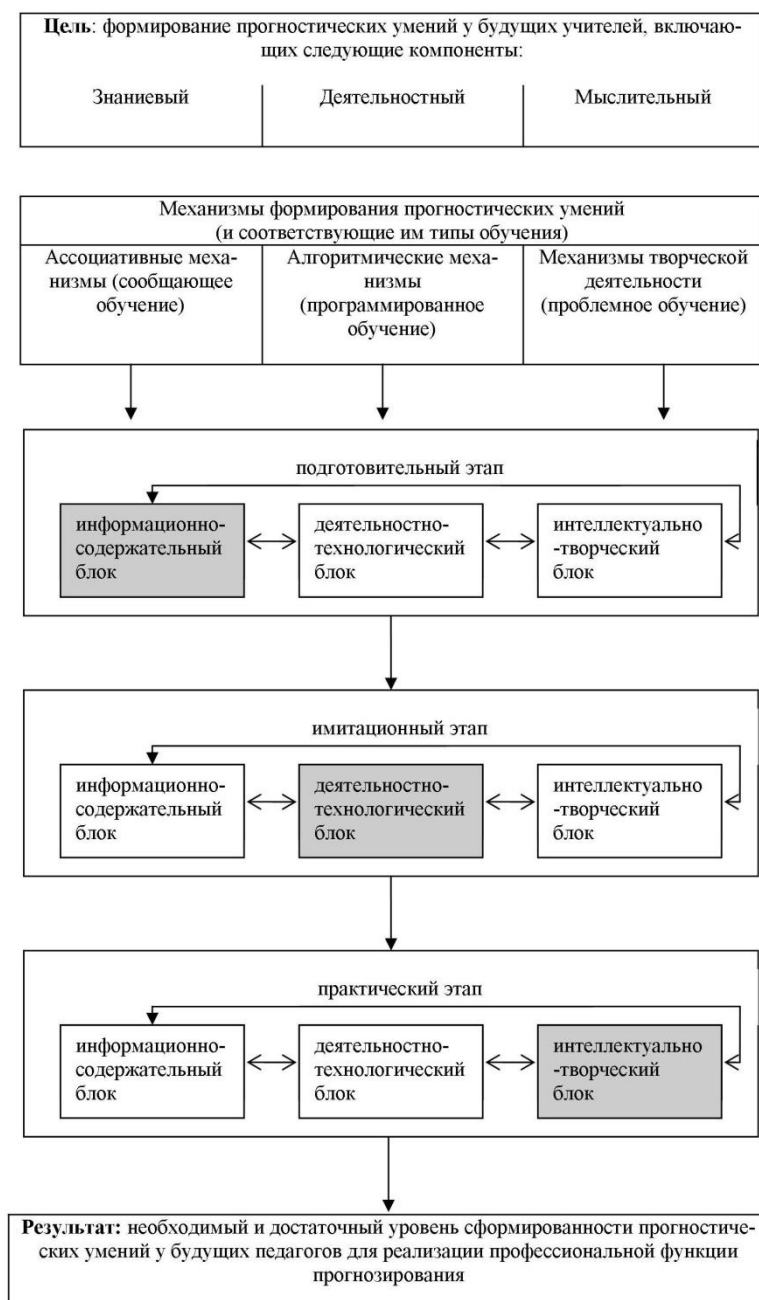 Цель: формирование прогностических умений у будущих учителей, включаю-
щих следующие компоненты:
Знаниевый
Деятельностный
Мыслительный
Механизмы формирования прогностических умений
(и соответствующие им типы обучения)
Ассоциативные меха-
низмы (сообщающее
обучение)
Алгоритмические меха-
низмы
(программированное
обучение)
Механизмы творческой
деятельности
(проблемное обучение)
подготовительный этап
информационно-
содержательный
блок
деятельностно-
технологический
блок
интеллектуально
-творческий
блок
имитационный этап
информационно-
содержательный
блок
деятельностно-
технологический
блок
интеллектуально
-творческий
блок
практический этап
информационно-
содержательный
блок
деятельностно-
технологический
блок
интеллектуально
-творческий
блок
Результат: необходимый и достаточный уровень сформированности прогностиче-
ских умений у будущих педагогов для реализации профессиональной функции
прогнозирования